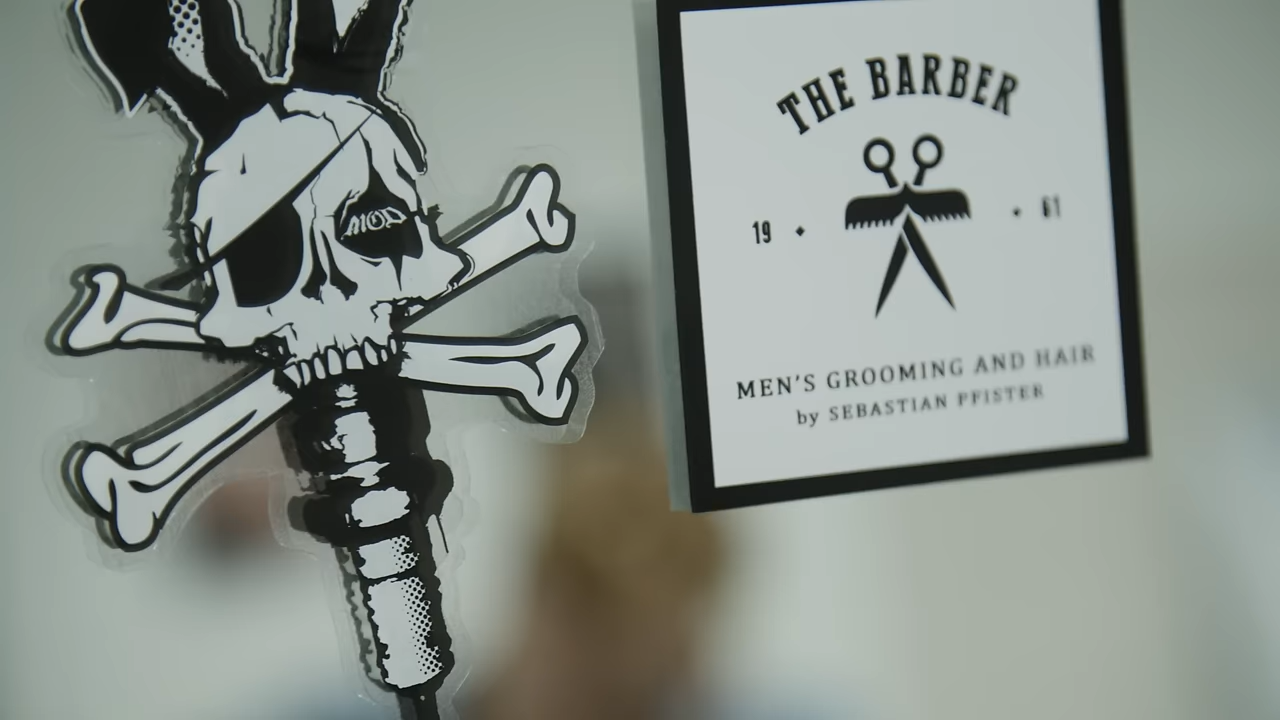 MOD
THE BARBER
19 61
MEN'S GROOMING AND HAIR
by SEBASTIAN PFISTER